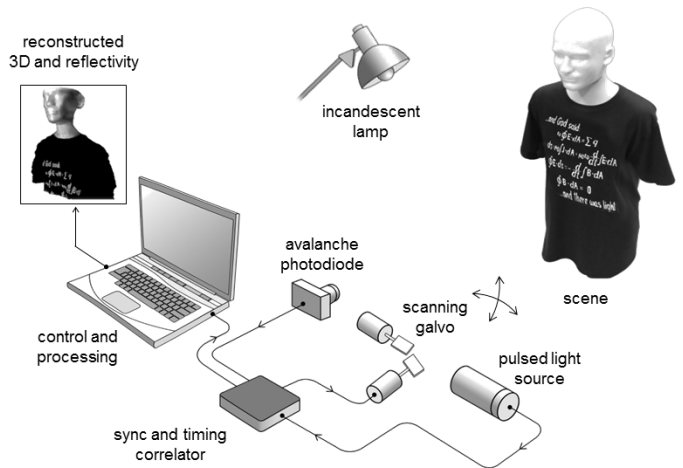 reconstructed
3D and reflectivity
incandescent
lamp
...and God said
avalanche
photodiode
scanning
galvo
scene
control and
processing
pulsed light
source
sync and timing
correlator
...and There was light!